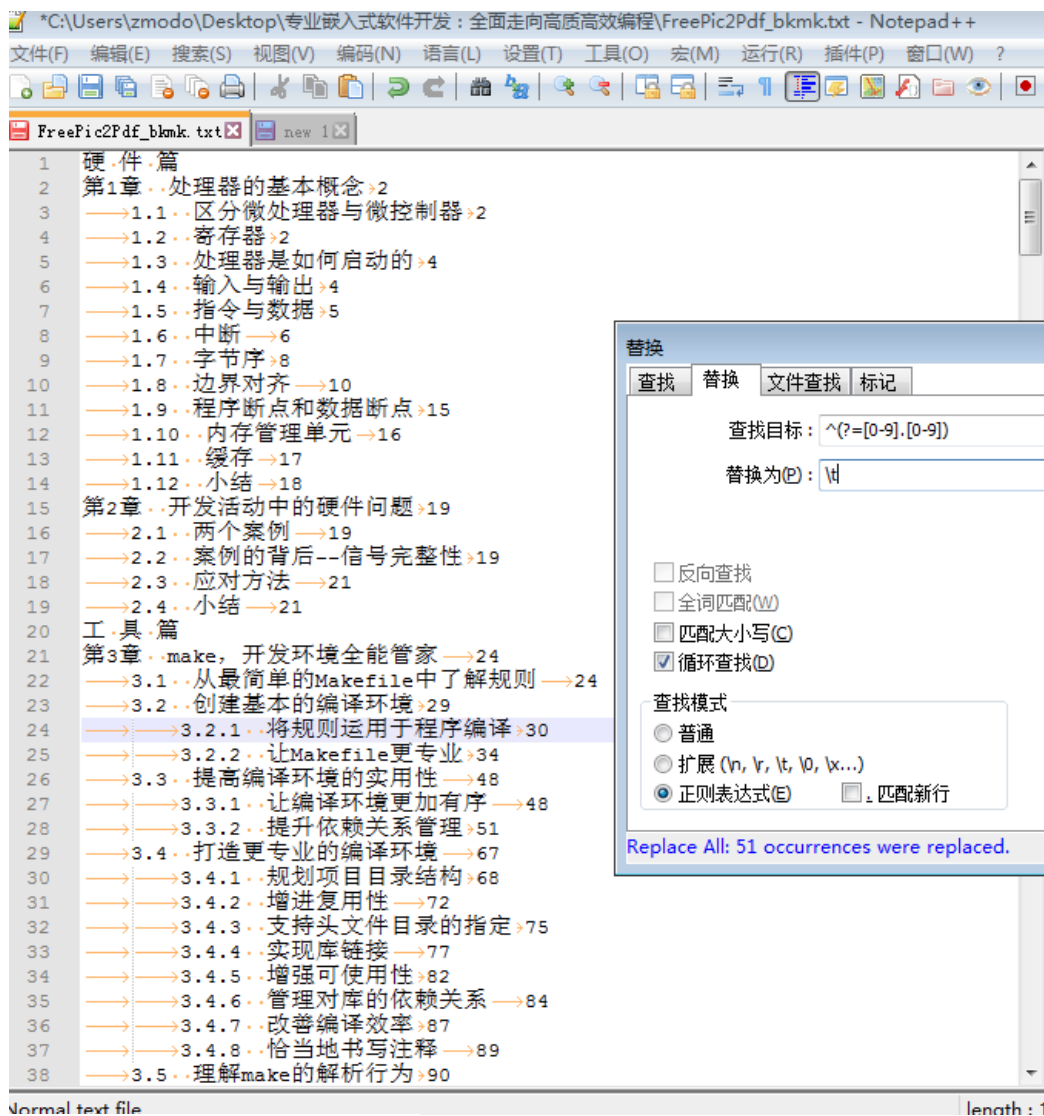 *C:\Users\zmodo\Desktop\专业嵌入式软件开发：全面走向高质高效编程\FreePic2Pdf_bkmk.txt - Notepad++
文件(F) 编辑(E) 搜索(S) 视图(V) 编码(N) 语言(L) 设置(T) 工具(O) 宏(M) 运行(R) 插件(P) 窗口(W) ?
FreePic2Pdf_bkmk.txt new 1
1 硬 件 篇
2 第1章  处理器的基本概念 2
3 1.1  区分微处理器与微控制器 2
4 1.2  寄存器 2
5 1.3  处理器是如何启动的 4
6 1.4  输入与输出 4
7 1.5  指令与数据 5
8 1.6  中断 6
9 1.7  字节序 8
10 1.8  边界对齐 10
11 1.9  程序断点和数据断点 15
12 1.10  内存管理单元 16
13 1.11  缓存 17
14 1.12  小结 18
15 第2章  开发活动中的硬件问题 19
16 2.1  两个案例 19
17 2.2  案例的背后--信号完整性 19
18 2.3  应对方法 21
19 2.4  小结 21
20 工 具 篇
21 第3章  make，开发环境全能管家 24
22 3.1  从最简单的Makefile中了解规则 24
23 3.2  创建基本的编译环境 29
24 3.2.1  将规则运用于程序编译 30
25 3.2.2  让Makefile更专业 34
26 3.3  提高编译环境的实用性 48
27 3.3.1  让编译环境更加有序 48
28 3.3.2  提升依赖关系管理 51
29 3.4  打造更专业的编译环境 67
30 3.4.1  规划项目目录结构 68
31 3.4.2  增进复用性 72
32 3.4.3  支持头文件目录的指定 75
33 3.4.4  实现库链接 77
34 3.4.5  增强可使用性 82
35 3.4.6  管理对库的依赖关系 84
36 3.4.7  改善编译效率 87
37 3.4.8  恰当地书写注释 89
38 3.5  理解make的解析行为 90
替换
查找 替换 文件查找 标记
查找目标： ^(?=[0-9].[0-9])
替换为(P)： \t
反向查找
全词匹配(W)
匹配大小写(C)
循环查找(D)
查找模式
普通
扩展 (\n, \r, \t, \0, \x...)
正则表达式(E) . 匹配新行
Replace All: 51 occurrences were replaced.
Normal text file length : 1